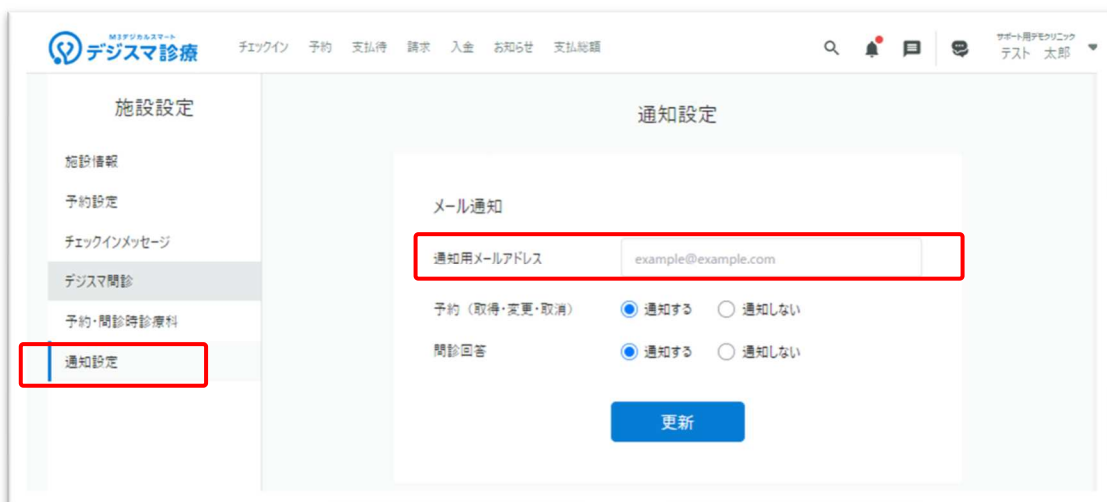 M3デジカルスマート
デジスマ診療
チェックイン 予約 支払待 請求 入金 お知らせ 支払総額
サポート用デモクリニック
テスト 太郎
施設設定
施設情報
予約設定
チェックインメッセージ
デジスマ問診
予約・問診時診療科
通知設定
通知設定
メール通知
通知用メールアドレス example@example.com
予約（取得・変更・取消） 通知する 通知しない
問診回答 通知する 通知しない
更新